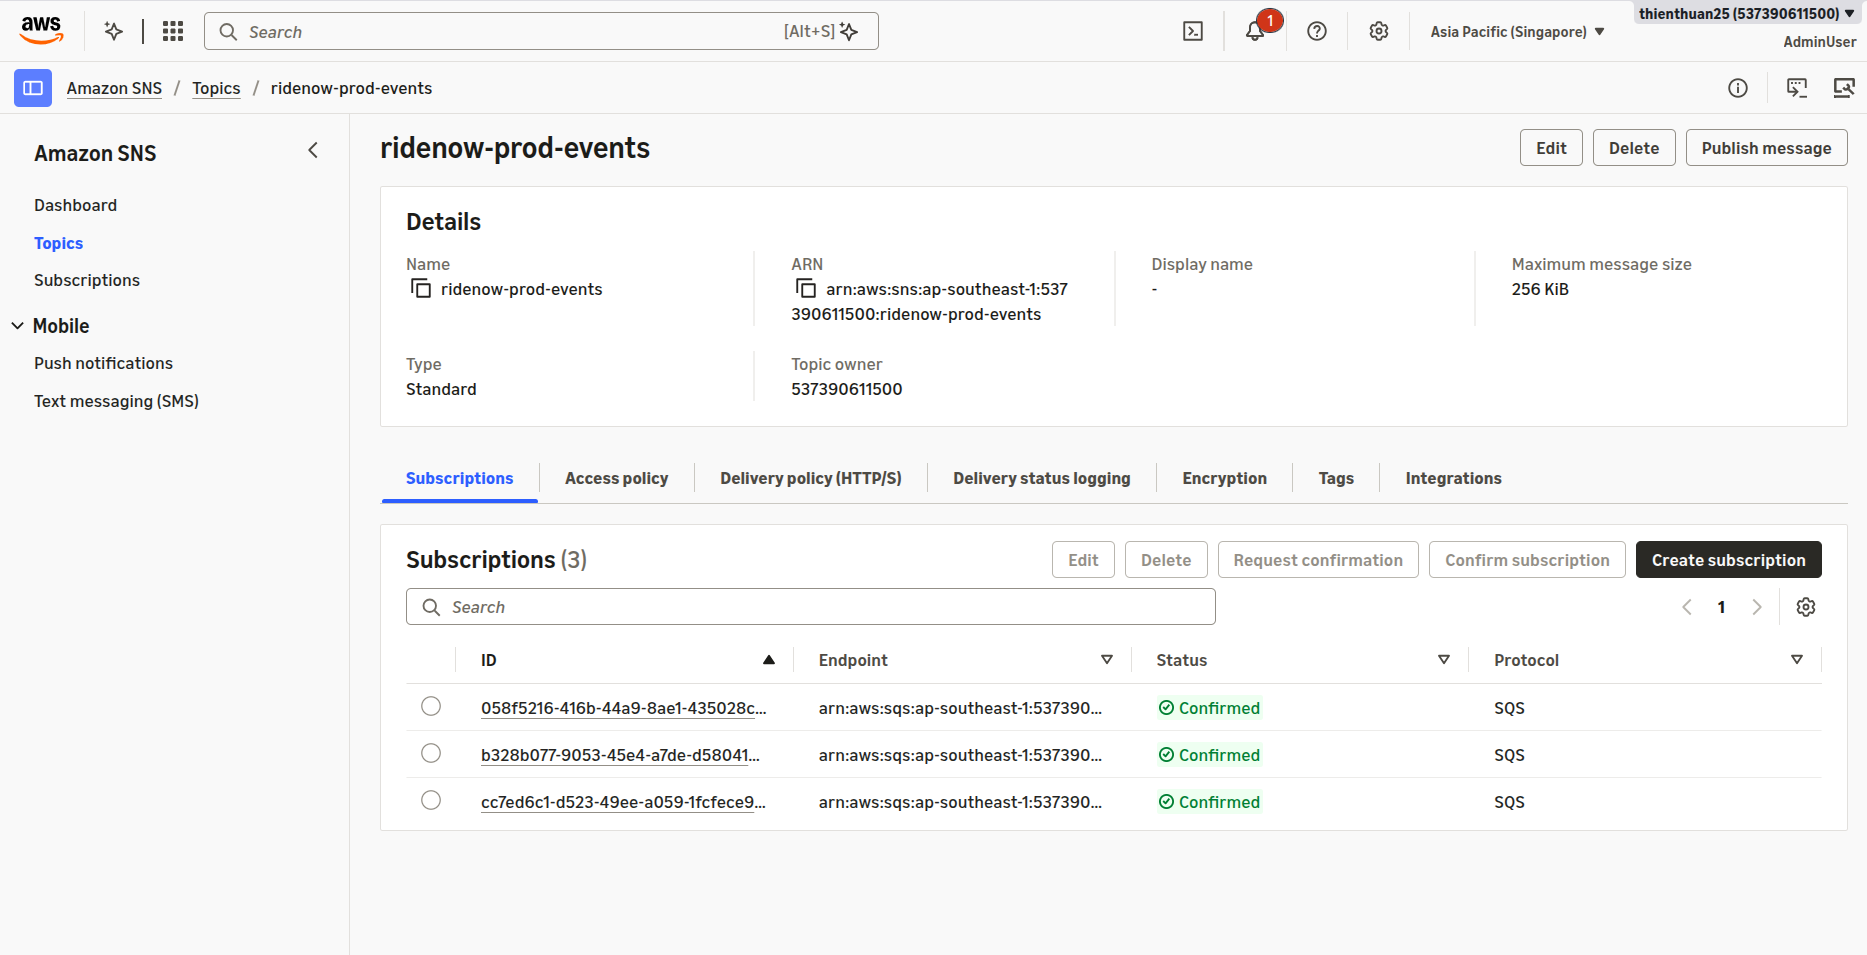 aws
Search
[Alt+S]
1
Asia Pacific (Singapore)
thienthuan25 (537390611500)
AdminUser
Amazon SNS / Topics / ridenow-prod-events
Amazon SNS
Dashboard
Topics
Subscriptions
Mobile
Push notifications
Text messaging (SMS)
ridenow-prod-events
Edit
Delete
Publish message
Details
Name
ridenow-prod-events
ARN
arn:aws:sns:ap-southeast-1:537
390611500:ridenow-prod-events
Display name
-
Maximum message size
256 KiB
Type
Standard
Topic owner
537390611500
Subscriptions
Access policy
Delivery policy (HTTP/S)
Delivery status logging
Encryption
Tags
Integrations
Subscriptions (3)
Edit
Delete
Request confirmation
Confirm subscription
Create subscription
Search
1
ID Endpoint Status Protocol
058f5216-416b-44a9-8ae1-435028c... arn:aws:sqs:ap-southeast-1:537390... Confirmed SQS
b328b077-9053-45e4-a7de-d58041... arn:aws:sqs:ap-southeast-1:537390... Confirmed SQS
cc7ed6c1-d523-49ee-a059-1fcfece9... arn:aws:sqs:ap-southeast-1:537390... Confirmed SQS